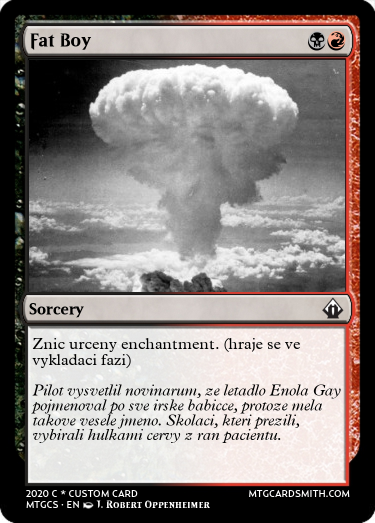 Fat Boy
Sorcery
Znic urceny enchantment. (hraje se ve
vykladaci fazi)
Pilot vysvetlil novinarum, ze letadlo Enola Gay
pojmenoval po sve irske babicce, protoze mela
takove vesele jmeno. Skolaci, kteri prezili,
vybirali hulkami cervy z ran pacientu.
2020 C * CUSTOM CARD
MTGCARDSMITH.COM
MTGCS • EN J. ROBERT OPPENHEIMER